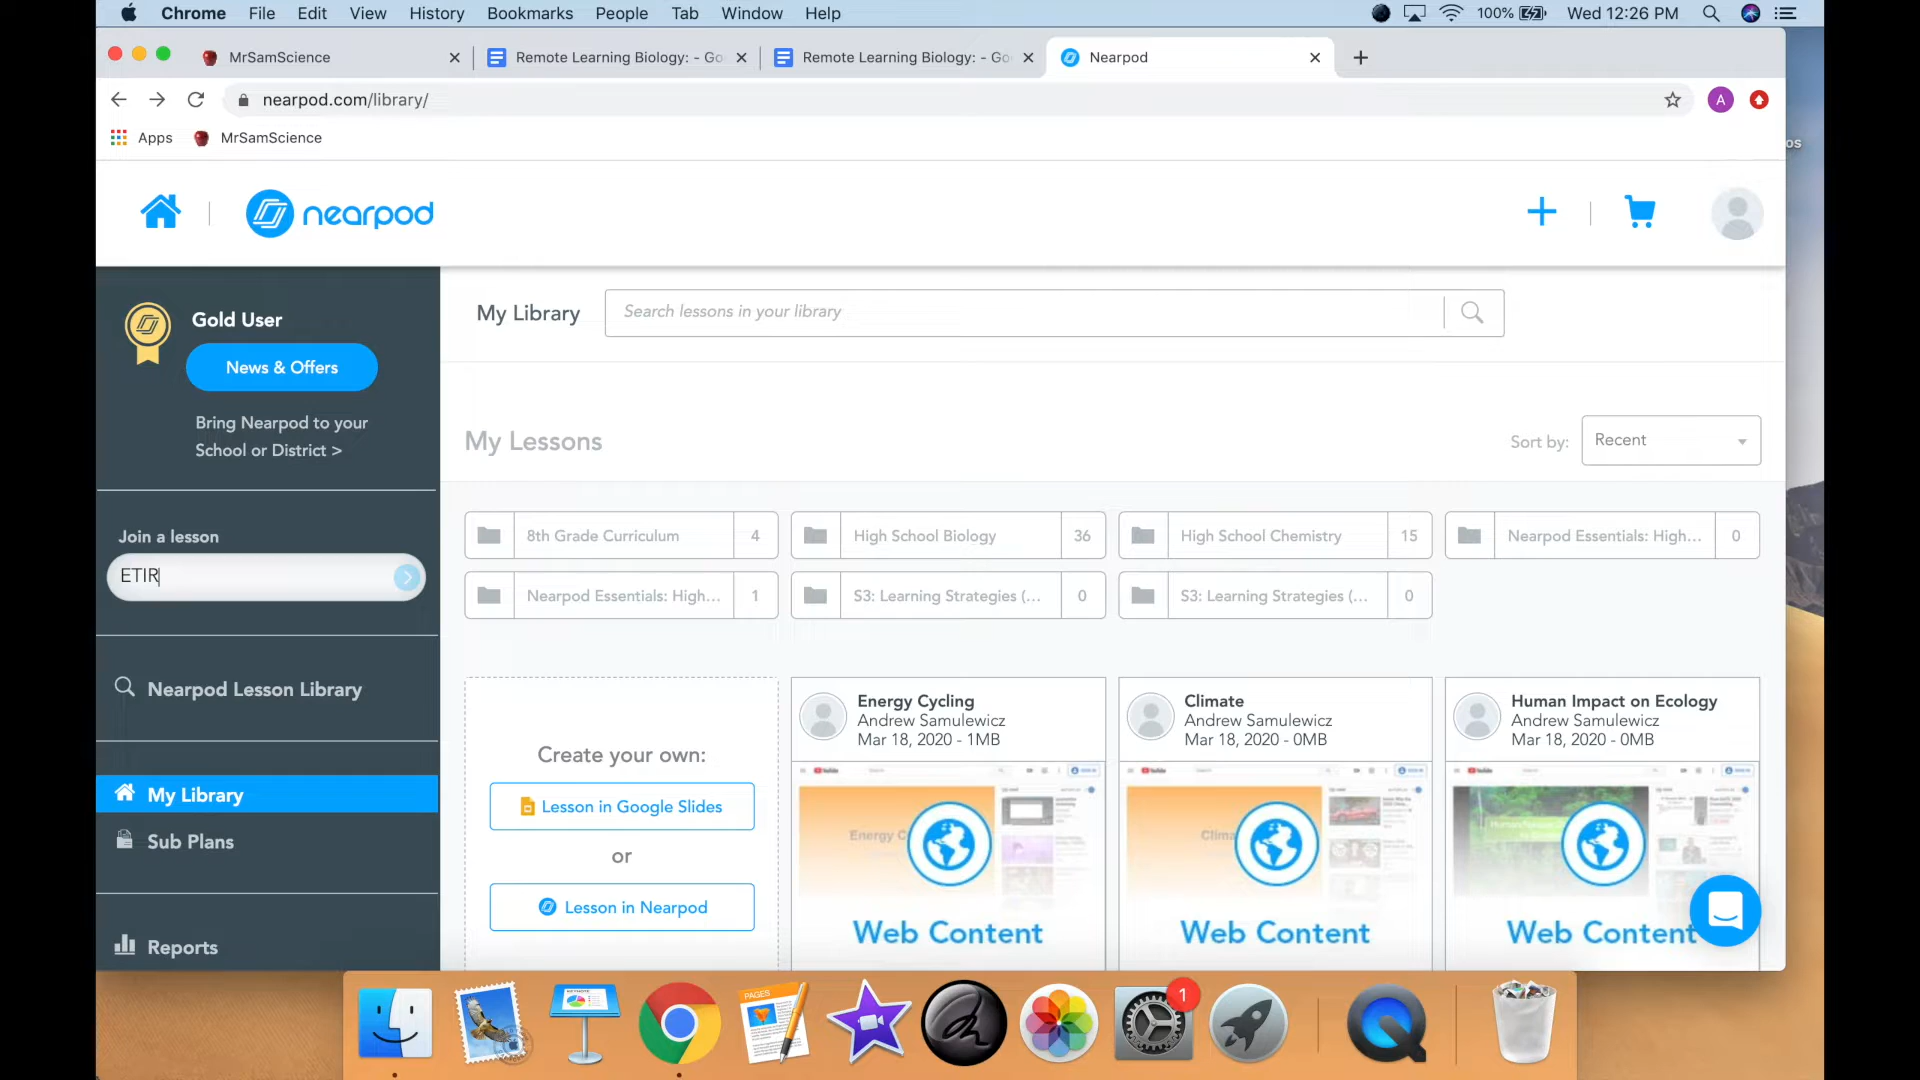 Chrome File Edit View History Bookmarks People Tab Window Help 100% Wed 12:26 PM
MrSamScience Remote Learning Biology: - Go Remote Learning Biology: - Go Nearpod
nearpod.com/library/ A
Apps MrSamScience
os
nearpod
Gold User
News & Offers
Bring Nearpod to your
School or District >
Join a lesson
ETIR
Nearpod Lesson Library
My Library
Sub Plans
Reports
My Library Search lessons in your library
My Lessons Sort by: Recent
8th Grade Curriculum 4 High School Biology 36 High School Chemistry 15 Nearpod Essentials: High... 0
Nearpod Essentials: High... 1 S3: Learning Strategies (... 0 S3: Learning Strategies (... 0
Create your own:
Lesson in Google Slides
or
Lesson in Nearpod
Energy Cycling
Andrew Samulewicz
Mar 18, 2020 - 1MB
Web Content
Climate
Andrew Samulewicz
Mar 18, 2020 - 0MB
Web Content
Human Impact on Ecology
Andrew Samulewicz
Mar 18, 2020 - 0MB
Web Content
KEYNOTE
PAGES
1